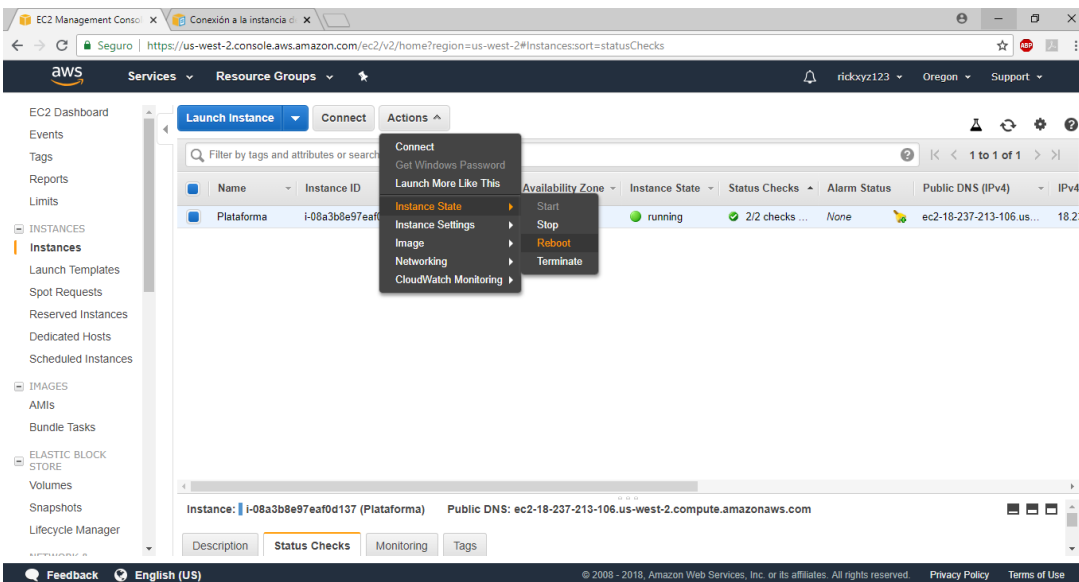 EC2 Management Consol
Conexión a la instancia d
Seguro
https://us-west-2.console.aws.amazon.com/ec2/v2/home?region=us-west-2#Instances:sort=statusChecks
ABP
aws
Services
Resource Groups
rickxyz123
Oregon
Support
EC2 Dashboard
Events
Tags
Reports
Limits
INSTANCES
Instances
Launch Templates
Spot Requests
Reserved Instances
Dedicated Hosts
Scheduled Instances
IMAGES
AMIs
Bundle Tasks
ELASTIC BLOCK
STORE
Volumes
Snapshots
Lifecycle Manager
NETWORK &
Launch Instance
Connect
Actions
Filter by tags and attributes or search
1 to 1 of 1
Name
Instance ID
Availability Zone
Instance State
Status Checks
Alarm Status
Public DNS (IPv4)
IPv4
Plataforma
i-08a3b8e97eaf0
running
2/2 checks ...
None
ec2-18-237-213-106.us...
18.23
Connect
Get Windows Password
Launch More Like This
Instance State
Instance Settings
Image
Networking
CloudWatch Monitoring
Start
Stop
Reboot
Terminate
Instance: i-08a3b8e97eaf0d137 (Plataforma) Public DNS: ec2-18-237-213-106.us-west-2.compute.amazonaws.com
Description
Status Checks
Monitoring
Tags
Feedback
English (US)
© 2008 - 2018, Amazon Web Services, Inc. or its affiliates. All rights reserved.
Privacy Policy
Terms of Use